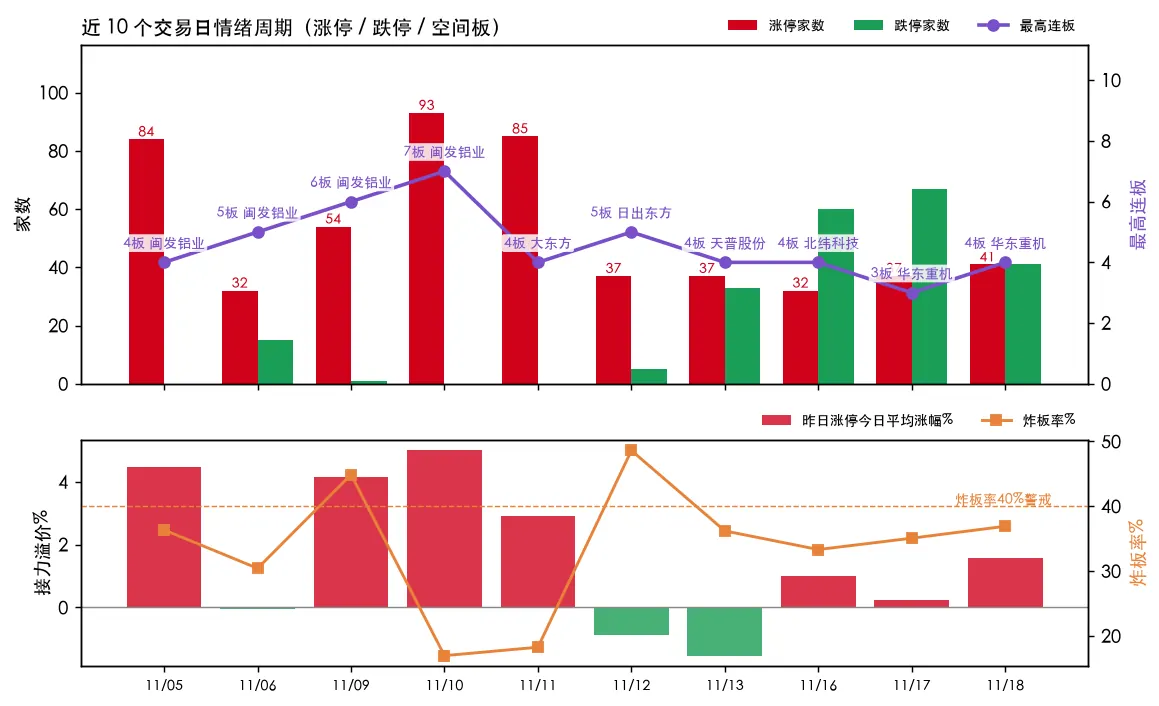 近 10 个交易日情绪周期（涨停 / 跌停 / 空间板）
涨停家数
跌停家数
最高连板
家数
100
80
60
40
20
0
10
8
6
4
2
0
最高连板
84
32
54
93
85
37
37
32
41
4板 闽发铝业
5板 闽发铝业
6板 闽发铝业
7板 闽发铝业
4板 大东方
5板 日出东方
4板 天普股份
4板 北纬科技
3板 华东重机
4板 华东重机
昨日涨停今日平均涨幅%
炸板率%
接力溢价%
4
2
0
50
40
30
20
炸板率%
炸板率40%警戒
11/05
11/06
11/09
11/10
11/11
11/12
11/13
11/16
11/17
11/18